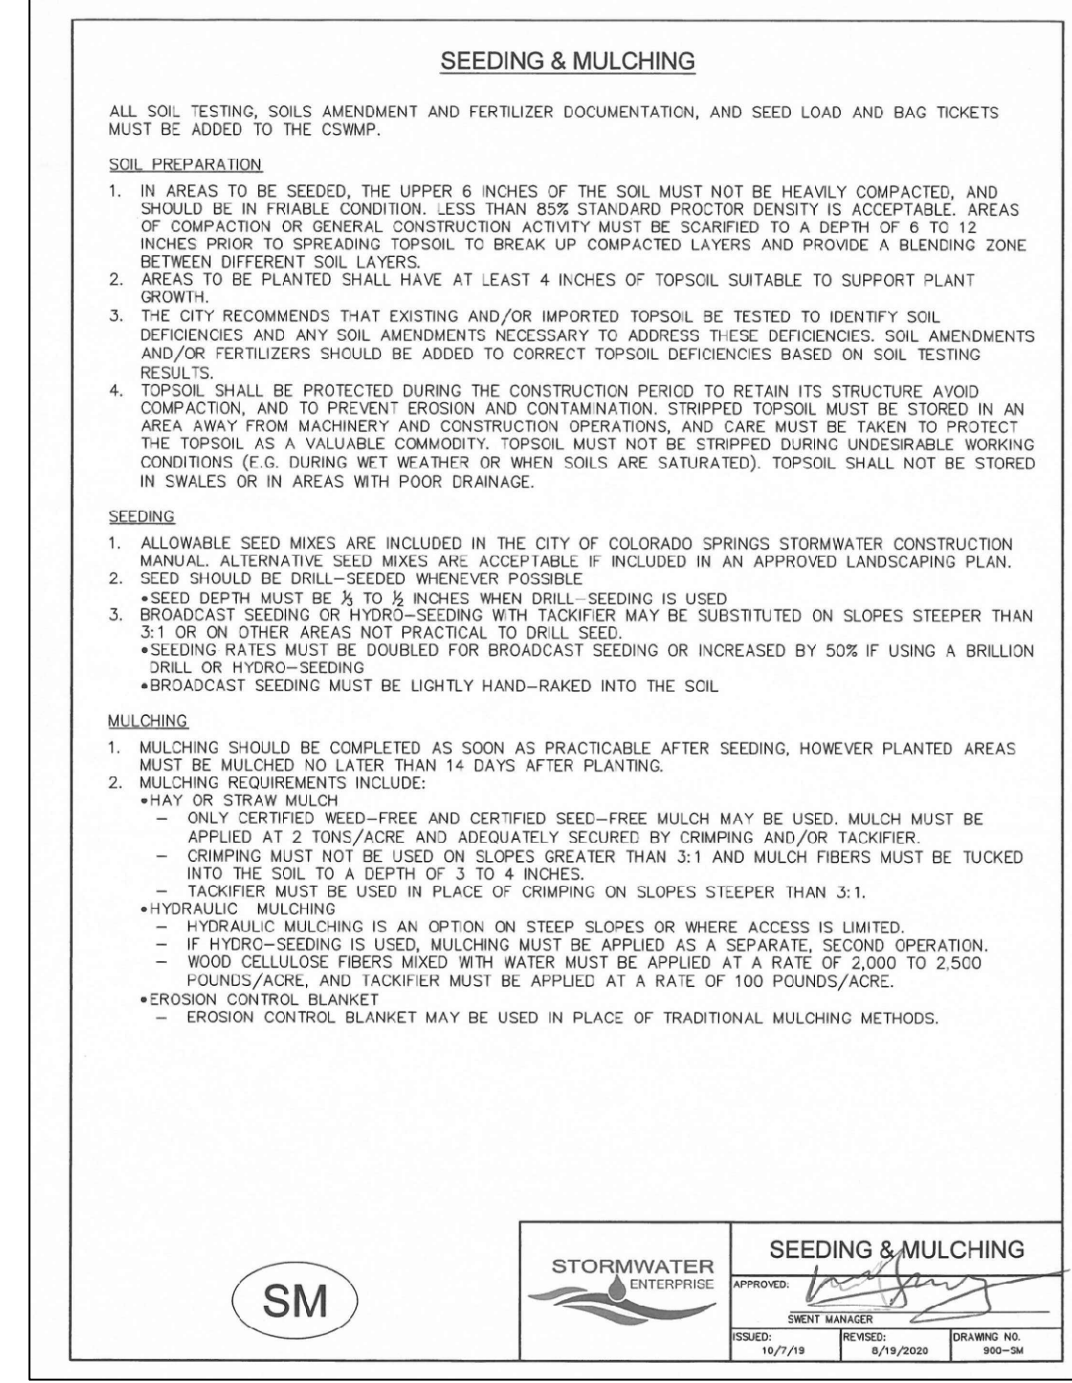 SEEDING & MULCHING
ALL SOIL TESTING, SOILS AMENDMENT AND FERTILIZER DOCUMENTATION, AND SEED LOAD AND BAG TICKETS
MUST BE ADDED TO THE CSWMP.
SOIL PREPARATION
1. IN AREAS TO BE SEEDED, THE UPPER 6 INCHES OF THE SOIL MUST NOT BE HEAVILY COMPACTED, AND
SHOULD BE IN FRIABLE CONDITION. LESS THAN 85% STANDARD PROCTOR DENSITY IS ACCEPTABLE. AREAS
OF COMPACTION OR GENERAL CONSTRUCTION ACTIVITY MUST BE SCARIFIED TO A DEPTH OF 6 TO 12
INCHES PRIOR TO SPREADING TOPSOIL TO BREAK UP COMPACTED LAYERS AND PROVIDE A BLENDING ZONE
BETWEEN DIFFERENT SOIL LAYERS.
2. AREAS TO BE PLANTED SHALL HAVE AT LEAST 4 INCHES OF TOPSOIL SUITABLE TO SUPPORT PLANT
GROWTH.
3. THE CITY RECOMMENDS THAT EXISTING AND/OR IMPORTED TOPSOIL BE TESTED TO IDENTIFY SOIL
DEFICIENCIES AND ANY SOIL AMENDMENTS NECESSARY TO ADDRESS THESE DEFICIENCIES. SOIL AMENDMENTS
AND/OR FERTILIZERS SHOULD BE ADDED TO CORRECT TOPSOIL DEFICIENCIES BASED ON SOIL TESTING
RESULTS.
4. TOPSOIL SHALL BE PROTECTED DURING THE CONSTRUCTION PERIOD TO RETAIN ITS STRUCTURE AVOID
COMPACTION, AND TO PREVENT EROSION AND CONTAMINATION. STRIPPED TOPSOIL MUST BE STORED IN AN
AREA AWAY FROM MACHINERY AND CONSTRUCTION OPERATIONS, AND CARE MUST BE TAKEN TO PROTECT
THE TOPSOIL AS A VALUABLE COMMODITY. TOPSOIL MUST NOT BE STRIPPED DURING UNDESIRABLE WORKING
CONDITIONS (E.G. DURING WET WEATHER OR WHEN SOILS ARE SATURATED). TOPSOIL SHALL NOT BE STORED
IN SWALES OR IN AREAS WITH POOR DRAINAGE.
SEEDING
1. ALLOWABLE SEED MIXES ARE INCLUDED IN THE CITY OF COLORADO SPRINGS STORMWATER CONSTRUCTION
MANUAL. ALTERNATIVE SEED MIXES ARE ACCEPTABLE IF INCLUDED IN AN APPROVED LANDSCAPING PLAN.
2. SEED SHOULD BE DRILL-SEEDED WHENEVER POSSIBLE
•SEED DEPTH MUST BE ⅓ TO ½ INCHES WHEN DRILL-SEEDING IS USED
3. BROADCAST SEEDING OR HYDRO-SEEDING WITH TACKIFIER MAY BE SUBSTITUTED ON SLOPES STEEPER THAN
3:1 OR ON OTHER AREAS NOT PRACTICAL TO DRILL SEED.
•SEEDING RATES MUST BE DOUBLED FOR BROADCAST SEEDING OR INCREASED BY 50% IF USING A BRILLION
DRILL OR HYDRO-SEEDING
•BROADCAST SEEDING MUST BE LIGHTLY HAND-RAKED INTO THE SOIL
MULCHING
1. MULCHING SHOULD BE COMPLETED AS SOON AS PRACTICABLE AFTER SEEDING, HOWEVER PLANTED AREAS
MUST BE MULCHED NO LATER THAN 14 DAYS AFTER PLANTING.
2. MULCHING REQUIREMENTS INCLUDE:
•HAY OR STRAW MULCH
– ONLY CERTIFIED WEED-FREE AND CERTIFIED SEED-FREE MULCH MAY BE USED. MULCH MUST BE
APPLIED AT 2 TONS/ACRE AND ADEQUATELY SECURED BY CRIMPING AND/OR TACKIFIER.
– CRIMPING MUST NOT BE USED ON SLOPES GREATER THAN 3:1 AND MULCH FIBERS MUST BE TUCKED
INTO THE SOIL TO A DEPTH OF 3 TO 4 INCHES.
– TACKIFIER MUST BE USED IN PLACE OF CRIMPING ON SLOPES STEEPER THAN 3:1.
•HYDRAULIC MULCHING
– HYDRAULIC MULCHING IS AN OPTION ON STEEP SLOPES OR WHERE ACCESS IS LIMITED.
– IF HYDRO-SEEDING IS USED, MULCHING MUST BE APPLIED AS A SEPARATE, SECOND OPERATION.
– WOOD CELLULOSE FIBERS MIXED WITH WATER MUST BE APPLIED AT A RATE OF 2,000 TO 2,500
POUNDS/ACRE, AND TACKIFIER MUST BE APPLIED AT A RATE OF 100 POUNDS/ACRE.
•EROSION CONTROL BLANKET
– EROSION CONTROL BLANKET MAY BE USED IN PLACE OF TRADITIONAL MULCHING METHODS.
SM
STORMWATER
ENTERPRISE
SEEDING & MULCHING
APPROVED:
SWENT MANAGER
ISSUED:
10/7/19
REVISED:
8/19/2020
DRAWING NO.
900-SM